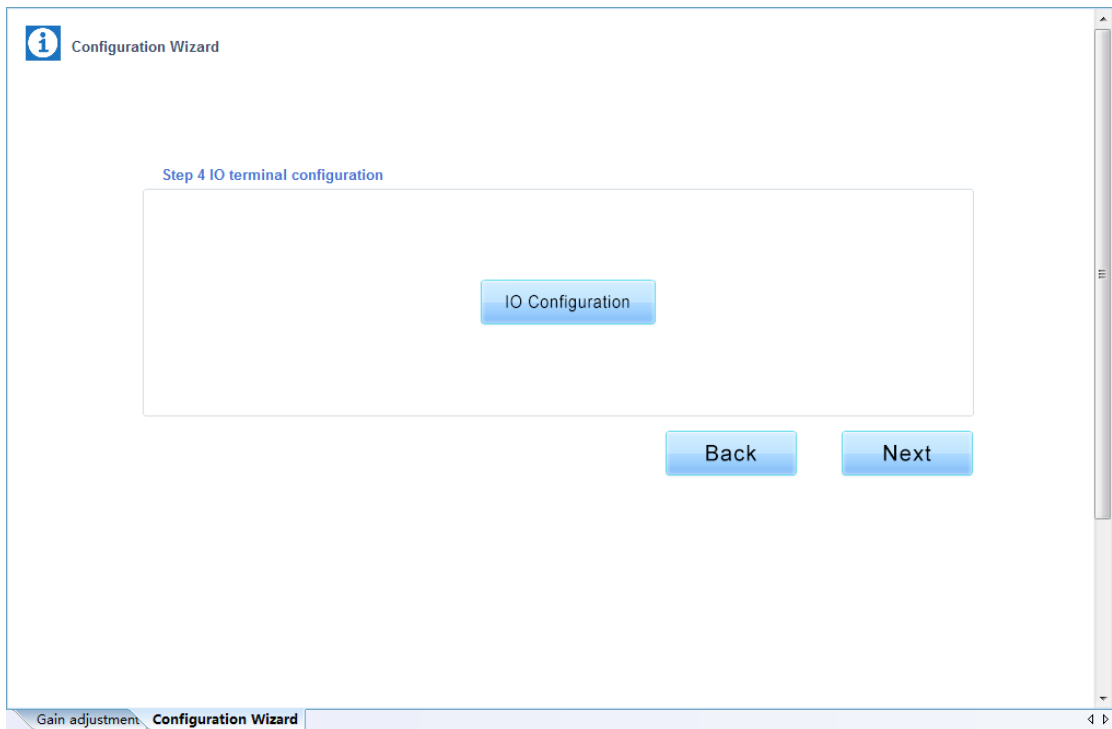 Configuration Wizard
Step 4 IO terminal configuration
IO Configuration
Back Next
Gain adjustment Configuration Wizard